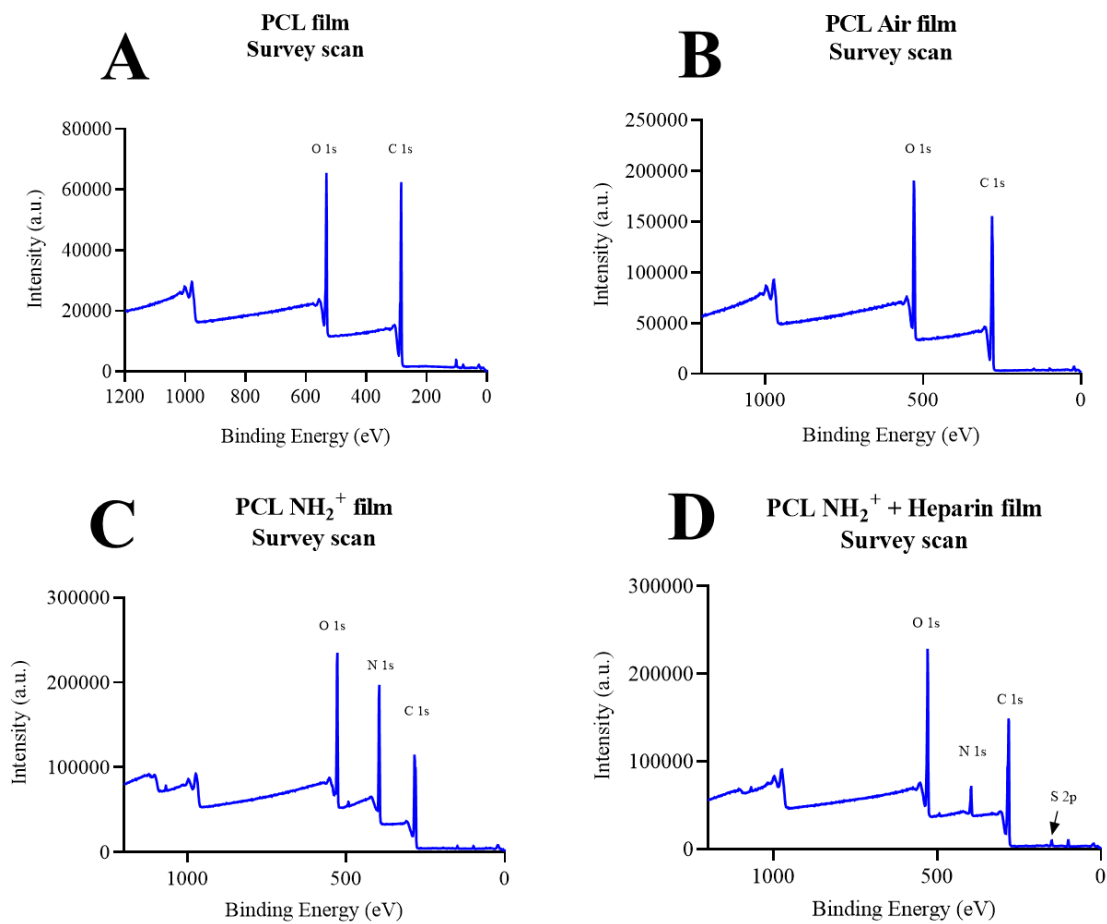 A
PCL film
Survey scan
80000
60000
40000
20000
0
Intensity (a.u.)
O 1s
C 1s
1200
1000
800
600
400
200
0
Binding Energy (eV)
B
PCL Air film
Survey scan
250000
200000
150000
100000
50000
0
Intensity (a.u.)
O 1s
C 1s
1000
500
0
Binding Energy (eV)
C
PCL NH₂⁺ film
Survey scan
300000
200000
100000
0
Intensity (a.u.)
O 1s
N 1s
C 1s
1000
500
0
Binding Energy (eV)
D
PCL NH₂⁺ + Heparin film
Survey scan
300000
200000
100000
0
Intensity (a.u.)
O 1s
N 1s
C 1s
S 2p
1000
500
0
Binding Energy (eV)